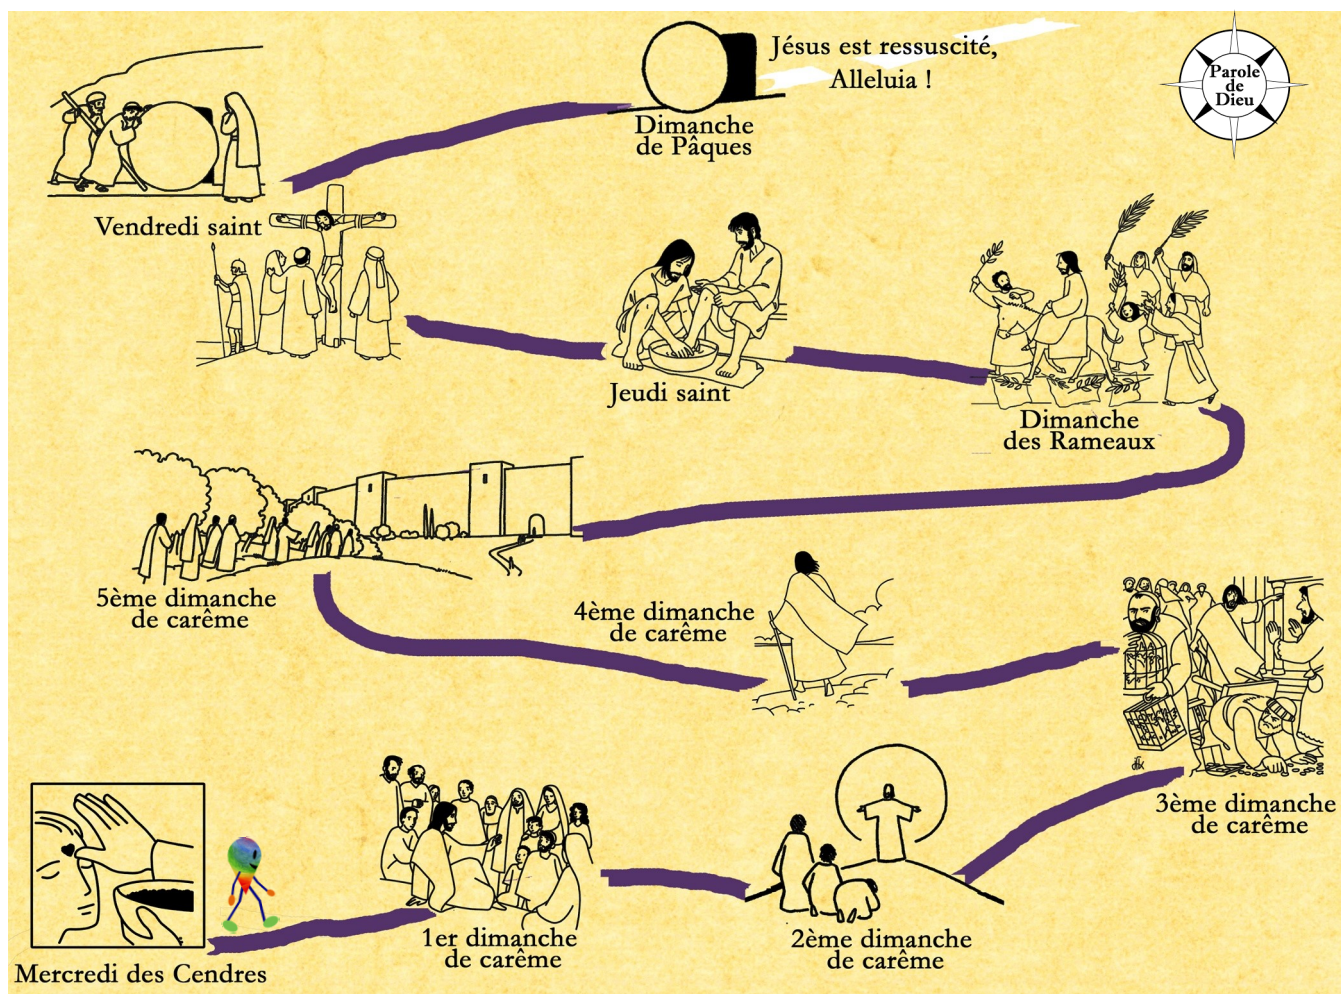 Jésus est ressuscité,
Alleluia !
Parole
de
Dieu
Dimanche
de Pâques
Vendredi saint
Jeudi saint
Dimanche
des Rameaux
5ème dimanche
de carême
4ème dimanche
de carême
3ème dimanche
de carême
1er dimanche
de carême
2ème dimanche
de carême
Mercredi des Cendres